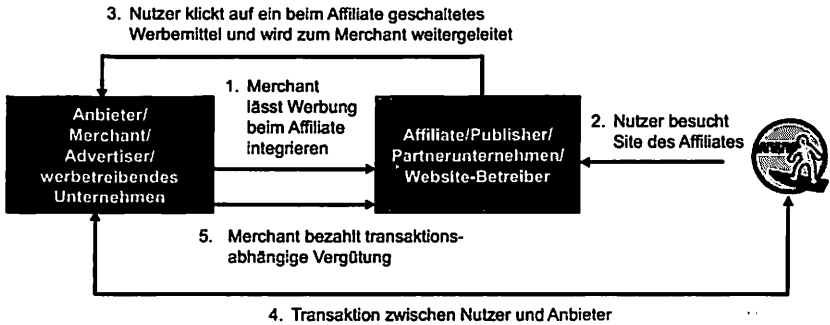 3. Nutzer klickt auf ein beim Affiliate geschaltetes
Werbemittel und wird zum Merchant weitergeleitet
1. Merchant
lässt Werbung
beim Affiliate
integrieren
Anbieter/
Merchant/
Advertiser/
werbetreibendes
Unternehmen
Affiliate/Publisher/
Partnerunternehmen/
Website-Betreiber
2. Nutzer besucht
Site des Affiliates
5. Merchant bezahlt transaktions-
abhängige Vergütung
4. Transaktion zwischen Nutzer und Anbieter